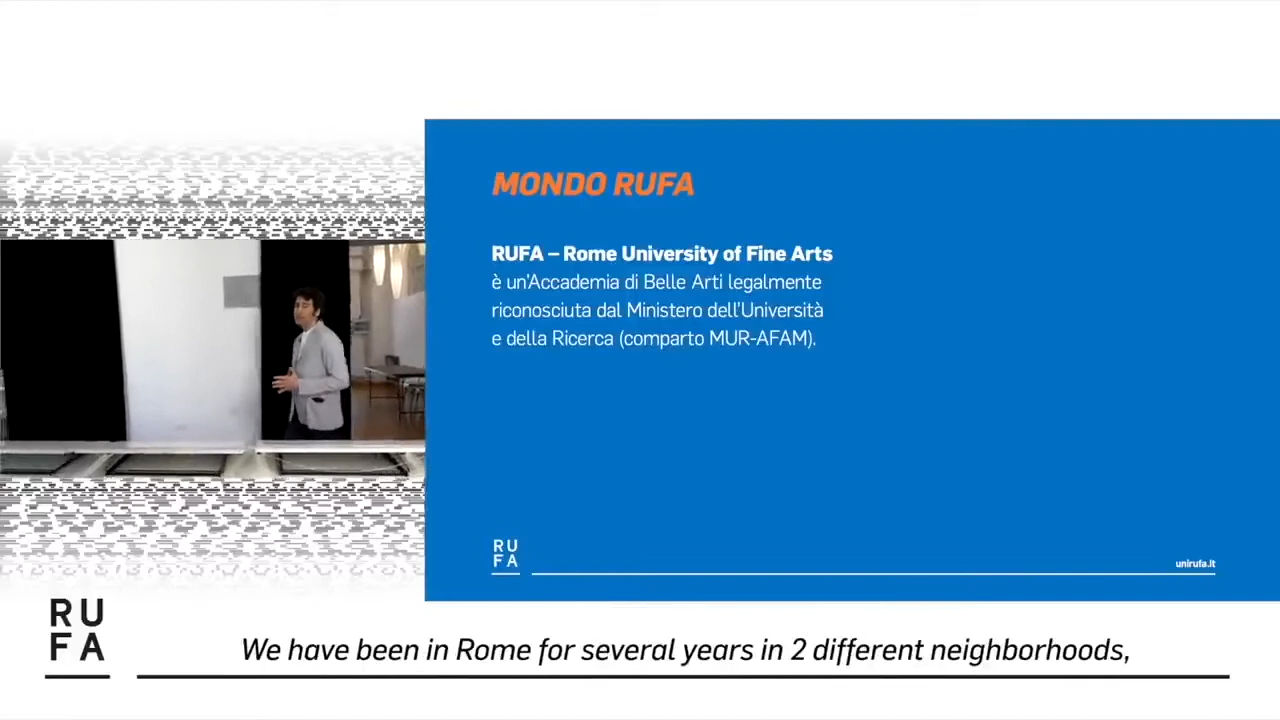 MONDO RUFA
RUFA – Rome University of Fine Arts
è un'Accademia di Belle Arti legalmente
riconosciuta dal Ministero dell'Università
e della Ricerca (comparto MUR-AFAM).
RU
FA
unirufa.it
RU
FA
We have been in Rome for several years in 2 different neighborhoods,